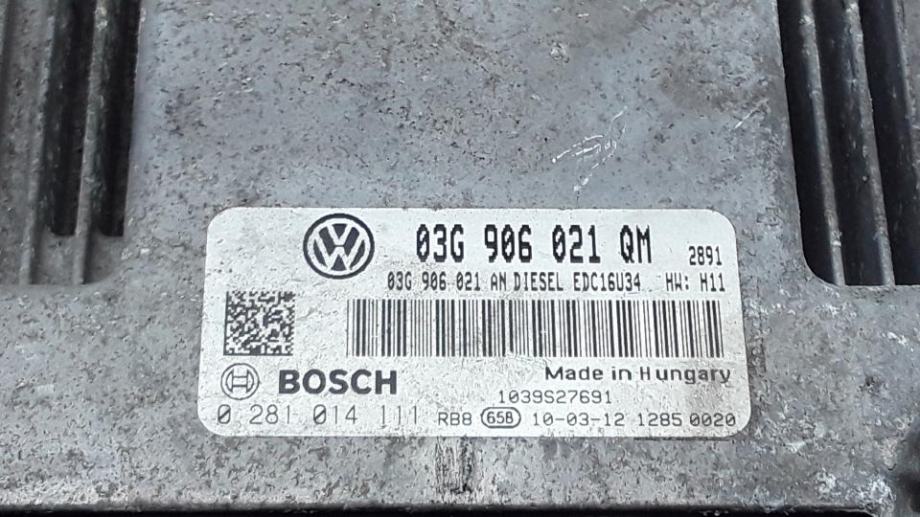 03G 906 021 QM 2891
03G 906 021 AN DIESEL EDC16U34 HW: H11
BOSCH Made in Hungary
1039S27691
0 281 014 111 RB8 65B 10-03-12 1285 0020